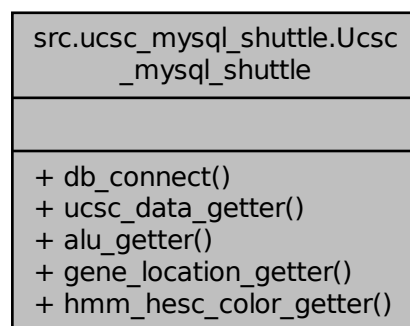 src.ucsc_mysql_shuttle.Ucsc
_mysql_shuttle
+ db_connect()
+ ucsc_data_getter()
+ alu_getter()
+ gene_location_getter()
+ hmm_hesc_color_getter()